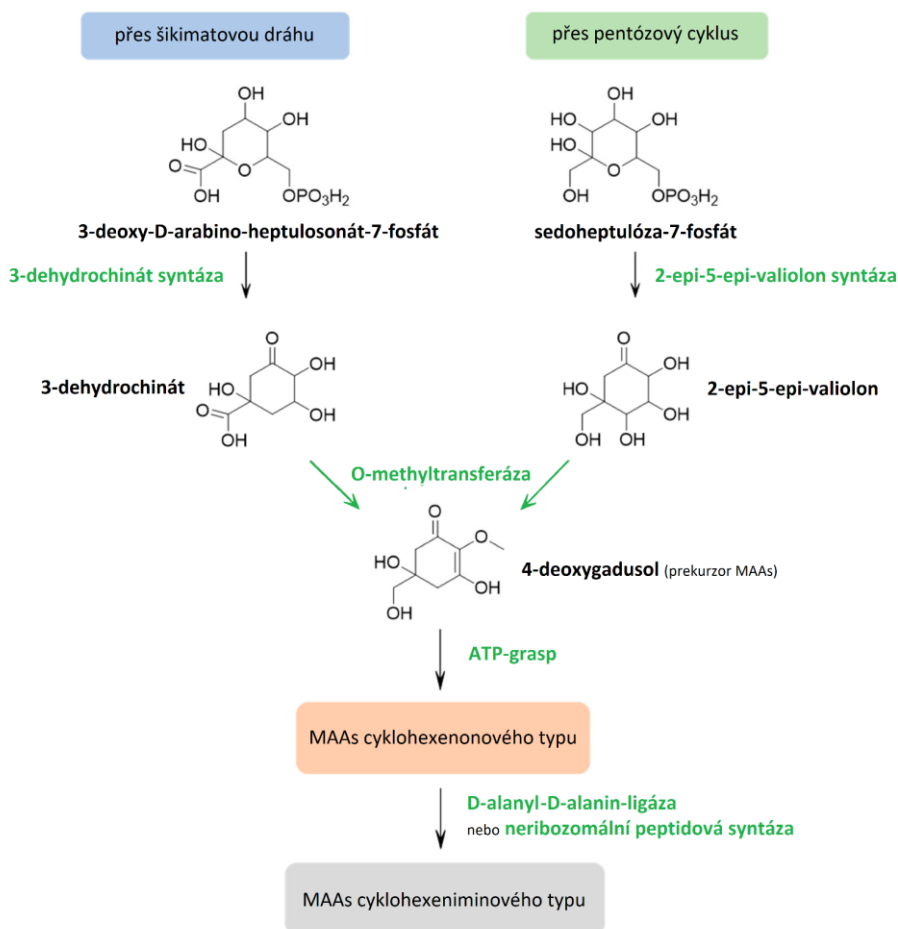 přes šikimatovou dráhu
přes pentózový cyklus
OH
OH
HO
O
O
OH
OPO₃H₂
OH
HO
OH
HO
O
OH
OPO₃H₂
3-deoxy-D-arabino-heptulosonát-7-fosfát
sedoheptulóza-7-fosfát
3-dehydrochinát syntáza
2-epi-5-epi-valiolon syntáza
O
OH
3-dehydrochinát
HO
O
OH
OH
O
OH
2-epi-5-epi-valiolon
HO
OH
OH
OH
O-methyltransferáza
O
O
HO
OH
OH
4-deoxygadusol (prekurzor MAAs)
ATP-grasp
MAAs cyklohexenonového typu
D-alanyl-D-alanin-ligáza
nebo neribozomální peptidová syntáza
MAAs cyklohexeniminového typu